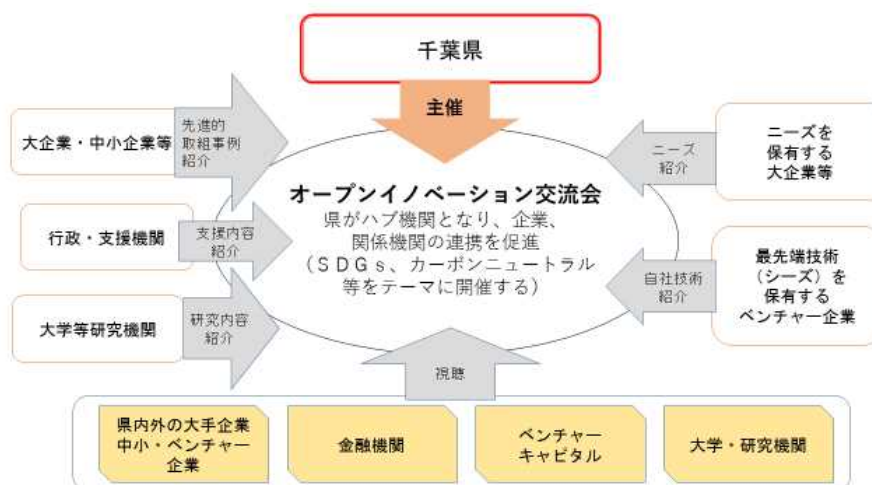 千葉県
主催
大企業・中小企業等
先進的
取組事例
紹介
行政・支援機関
支援内容
紹介
大学等研究機関
研究内容
紹介
オープンイノベーション交流会
県がハブ機関となり、企業、
関係機関の連携を促進
（ＳＤＧｓ、カーボンニュートラル
等をテーマに開催する）
ニーズ
紹介
ニーズを
保有する
大企業等
自社技術
紹介
最先端技術
（シーズ）を
保有する
ベンチャー企業
視聴
県内外の大手企業
中小・ベンチャー
企業
金融機関
ベンチャー
キャピタル
大学・研究機関